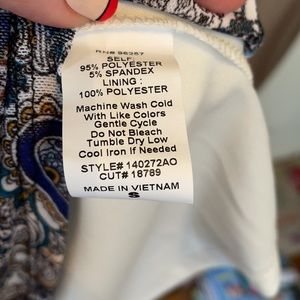 RN# 96257
SELF:
95% POLYESTER
5% SPANDEX
LINING :
100% POLYESTER
Machine Wash Cold
With Like Colors
Gentle Cycle
Do Not Bleach
Tumble Dry Low
Cool Iron If Needed
STYLE# 140272AO
CUT# 18789
MADE IN VIETNAM
S